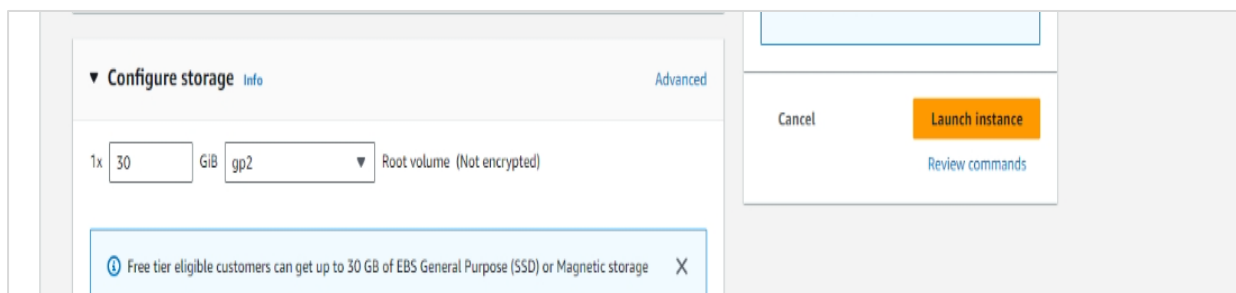 ▼ Configure storage Info
Advanced
1x 30 GiB gp2 ▼ Root volume (Not encrypted)
Free tier eligible customers can get up to 30 GB of EBS General Purpose (SSD) or Magnetic storage X
Cancel
Launch instance
Review commands